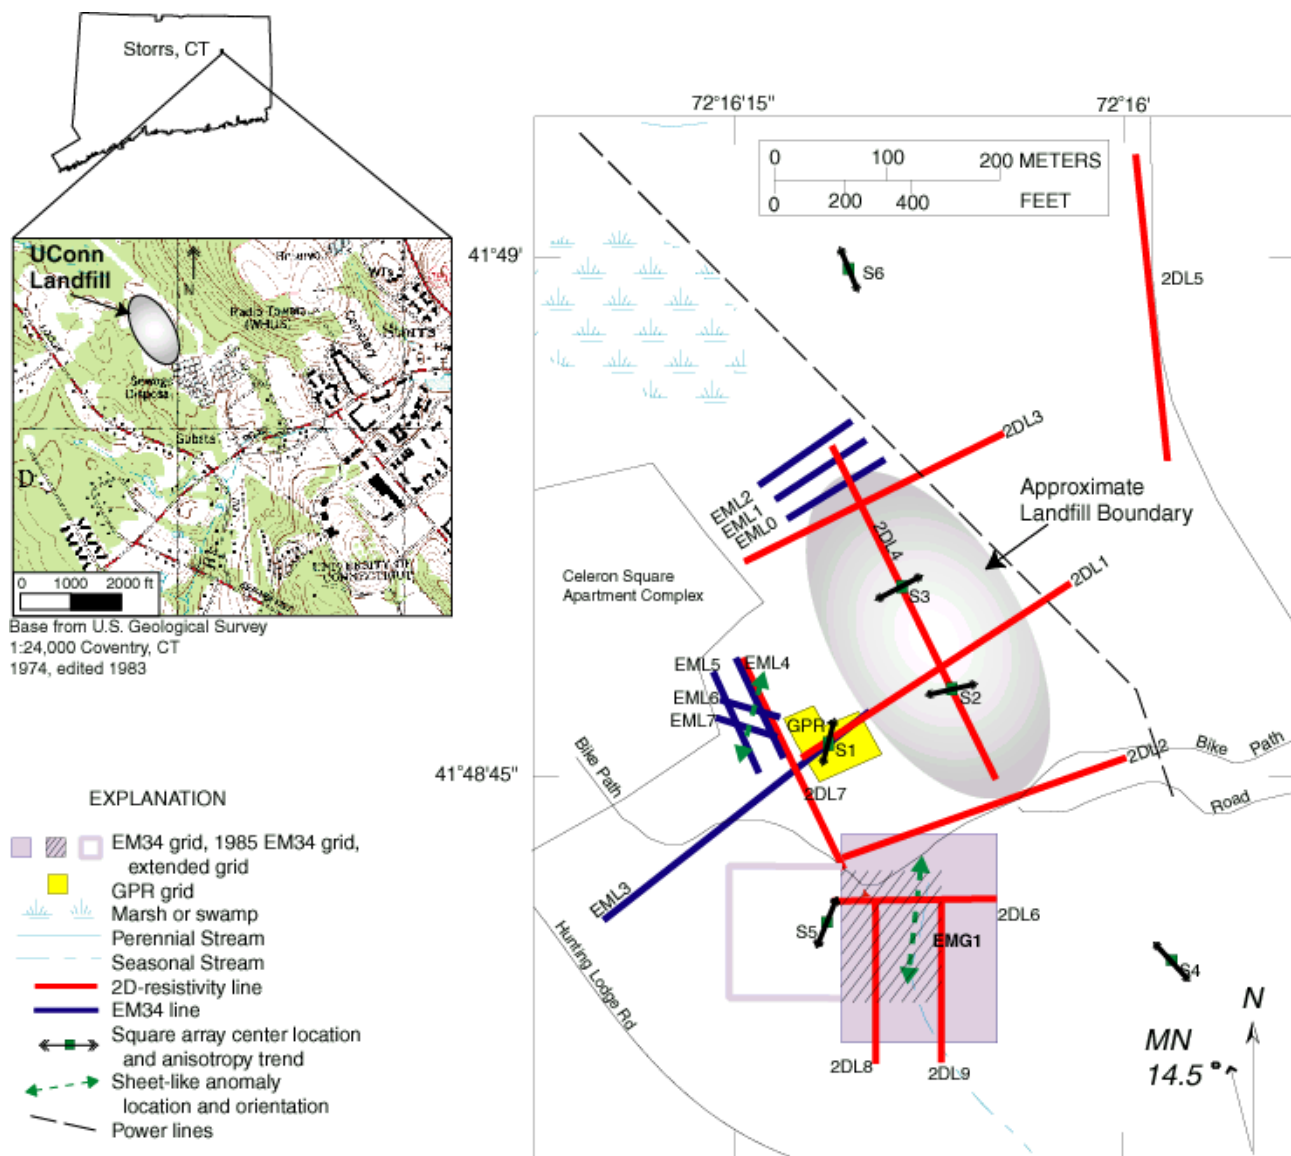 Storrs, CT
UConn
Landfill
N
Radio Towers
(WHUS)
Cemetery
Storrs
Sewage
Disposal
Substa
D
UNIVERSITY OF
CONNECTICUT
0 1000 2000 ft
Base from U.S. Geological Survey
1:24,000 Coventry, CT
1974, edited 1983
72°16'15"
72°16'
0 100 200 METERS
0 200 400 FEET
41°49'
S6
2DL5
2DL3
EML2
EML1
EML0
2DL4
Approximate
Landfill Boundary
Celeron Square
Apartment Complex
S3
2DL1
EML5
EML4
EML6
EML7
S2
GPR
S1
41°48'45"
Bike Path
2DL7
2DL2
Bike Path
Road
EML3
Hunting Lodge Rd
S5
2DL6
EMG1
S4
2DL8
2DL9
N
MN
14.5°
EXPLANATION
EM34 grid, 1985 EM34 grid,
extended grid
GPR grid
Marsh or swamp
Perennial Stream
Seasonal Stream
2D-resistivity line
EM34 line
Square array center location
and anisotropy trend
Sheet-like anomaly
location and orientation
Power lines